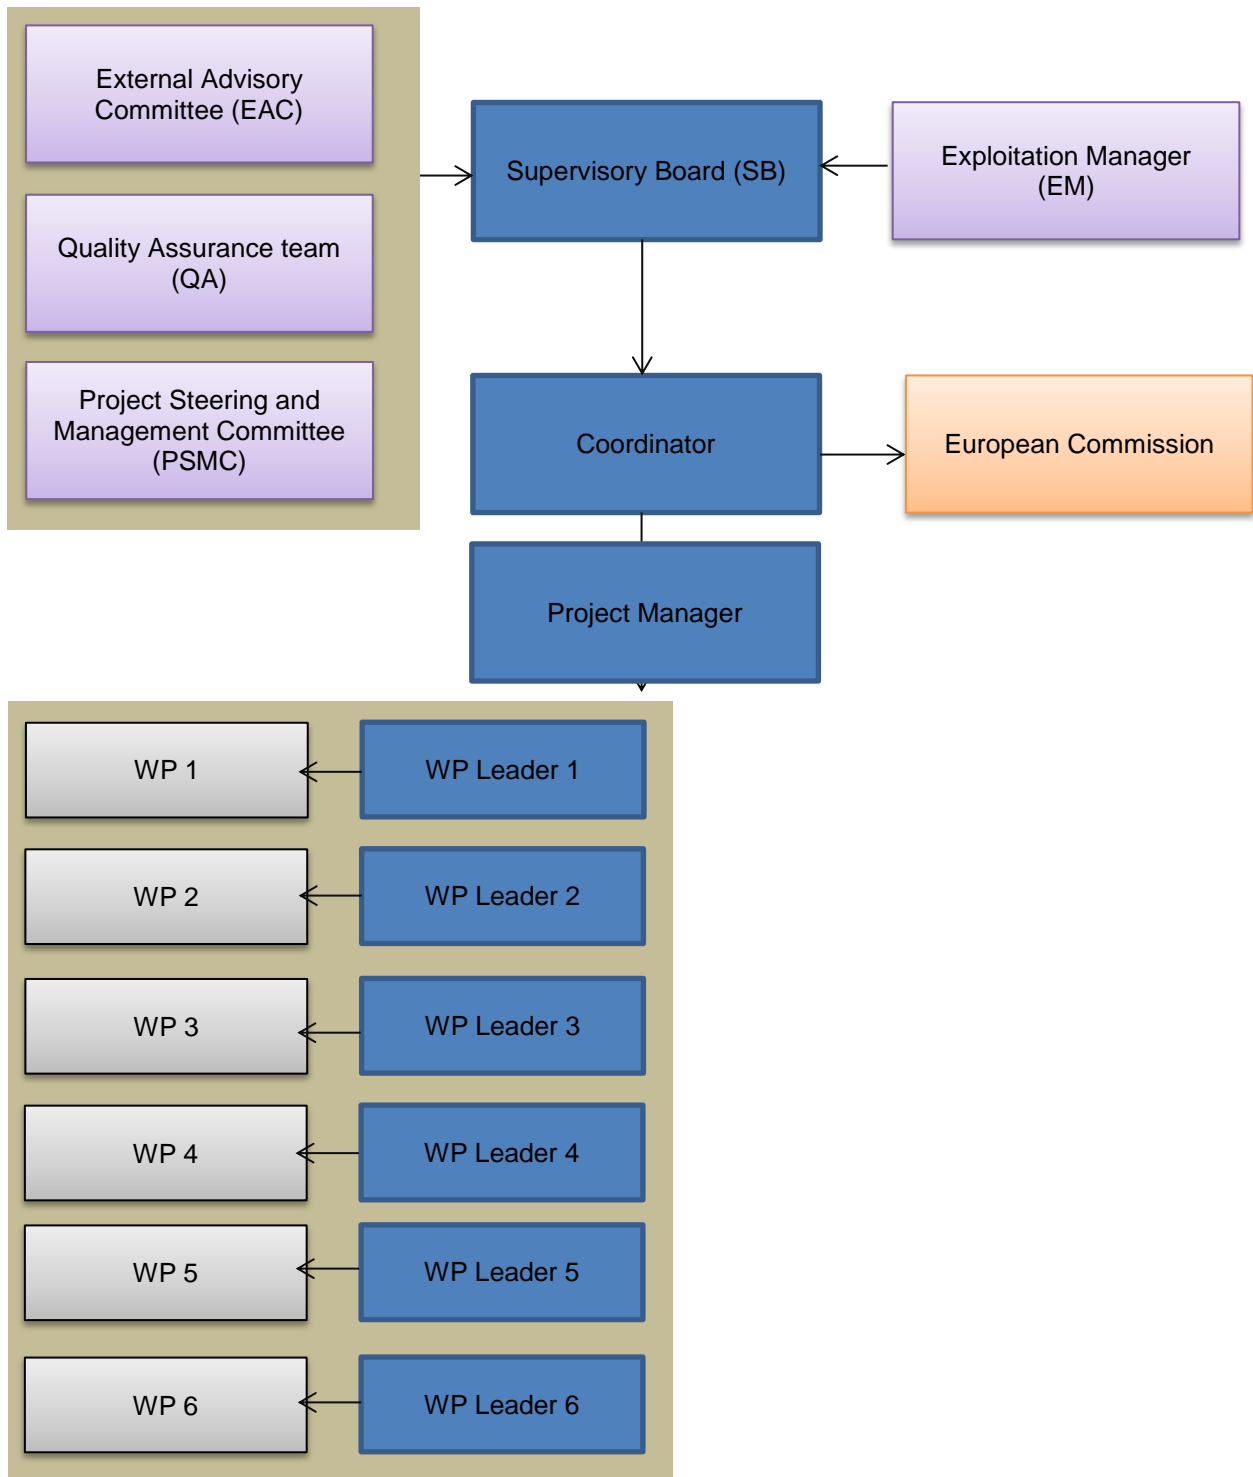 External Advisory
Committee (EAC)
Supervisory Board (SB)
Exploitation Manager
(EM)
Quality Assurance team
(QA)
Project Steering and
Management Committee
(PSMC)
Coordinator
European Commission
Project Manager
WP 1
WP Leader 1
WP 2
WP Leader 2
WP 3
WP Leader 3
WP 4
WP Leader 4
WP 5
WP Leader 5
WP 6
WP Leader 6